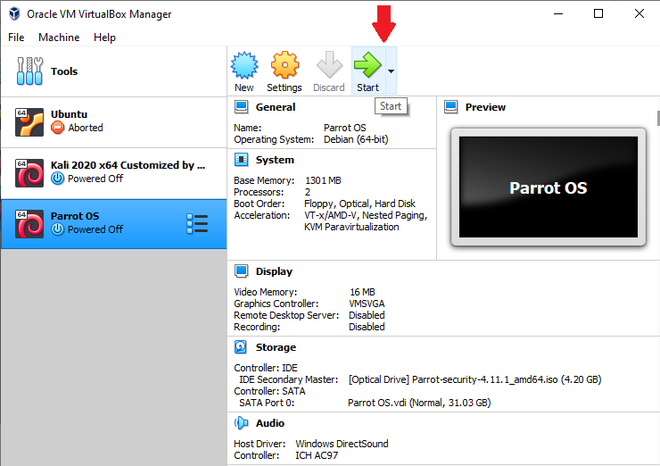 Oracle VM VirtualBox Manager
File Machine Help
Tools
New Settings Discard Start
Start
64
Ubuntu
Aborted
64
Kali 2020 x64 Customized by ...
Powered Off
64
Parrot OS
Powered Off
General
Name: Parrot OS
Operating System: Debian (64-bit)
Preview
Parrot OS
System
Base Memory: 1301 MB
Processors: 2
Boot Order: Floppy, Optical, Hard Disk
Acceleration: VT-x/AMD-V, Nested Paging,
KVM Paravirtualization
Display
Video Memory: 16 MB
Graphics Controller: VMSVGA
Remote Desktop Server: Disabled
Recording: Disabled
Storage
Controller: IDE
IDE Secondary Master: [Optical Drive] Parrot-security-4.11.1_amd64.iso (4.20 GB)
Controller: SATA
SATA Port 0: Parrot OS.vdi (Normal, 31.03 GB)
Audio
Host Driver: Windows DirectSound
Controller: ICH AC97